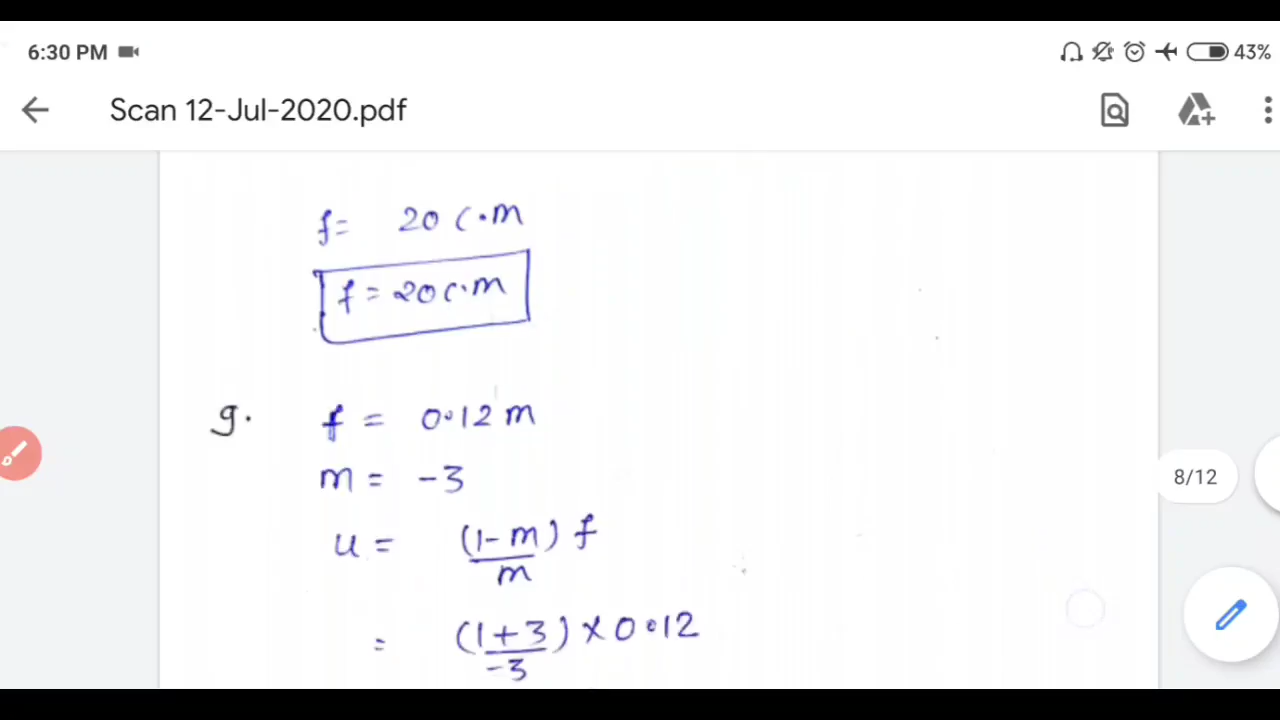 6:30 PM 43%
Scan 12-Jul-2020.pdf
f = 20 c.m
f = 20 c.m
g. f = 0.12 m
m = -3
u = (1-m) f
m
8/12
= (1+3) × 0.12
-3